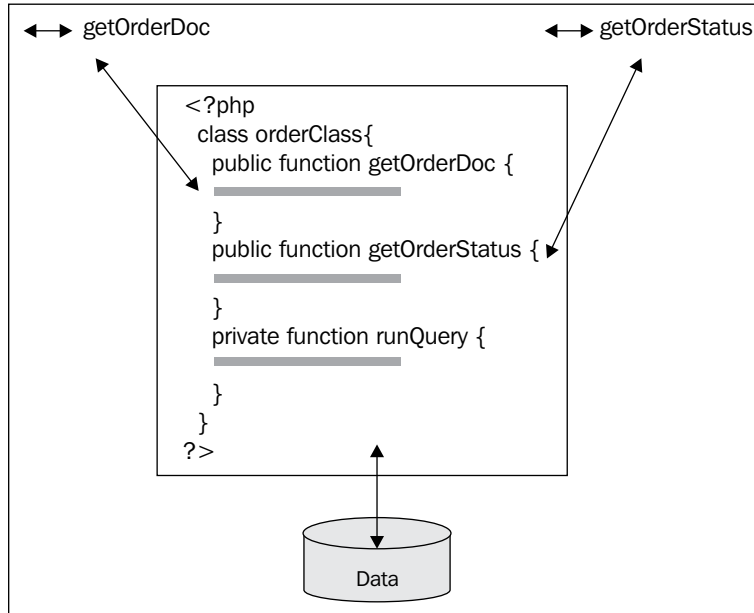 getOrderDoc
getOrderStatus
<?php
class orderClass{
public function getOrderDoc {
}
public function getOrderStatus {
}
private function runQuery {
}
}
?>
Data